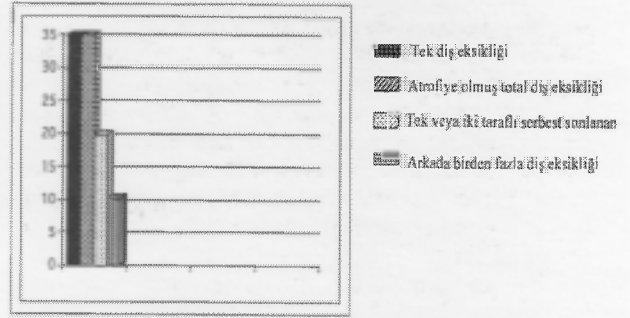 35
30
25
20
15
10
5
0
Tek diş eksikliği
Atrofiye olmuş total diş eksikliği
Tek veya iki taraflı serbest sonlanan
Arkada birden fazla diş eksikliği